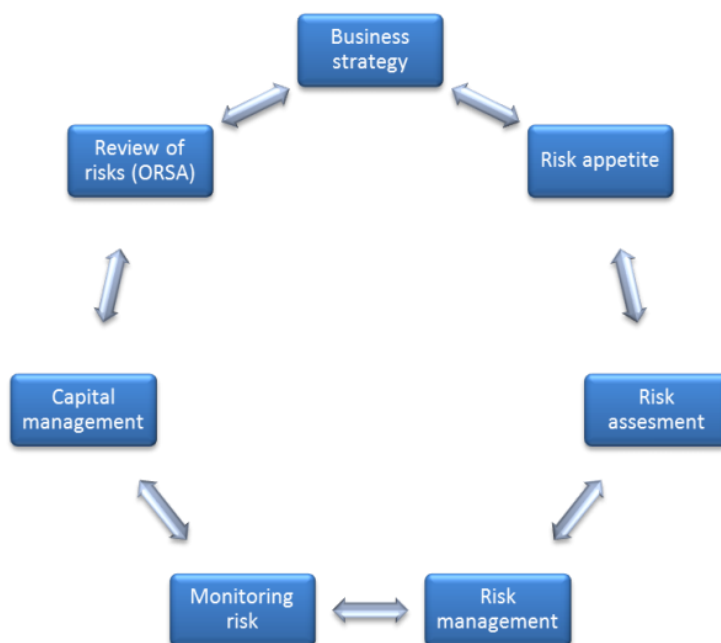 Business
strategy
Review of
risks (ORSA)
Risk appetite
Capital
management
Risk
assesment
Monitoring
risk
Risk
management